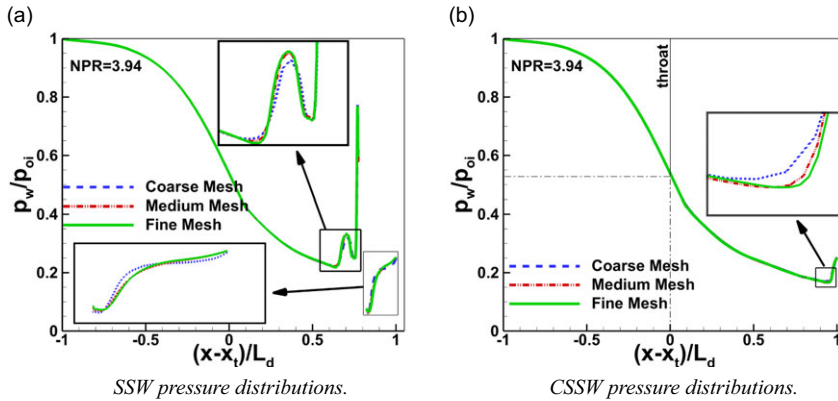 (a)
(b)
NPR=3.94
p_w/p_oi
1
0.8
0.6
0.4
0.2
0
Coarse Mesh
Medium Mesh
Fine Mesh
-1
-0.5
0
0.5
1
(x-x_t)/L_d
SSW pressure distributions.
NPR=3.94
throat
p_w/p_oi
1
0.8
0.6
0.4
0.2
0
Coarse Mesh
Medium Mesh
Fine Mesh
-1
-0.5
0
0.5
1
(x-x_t)/L_d
CSSW pressure distributions.